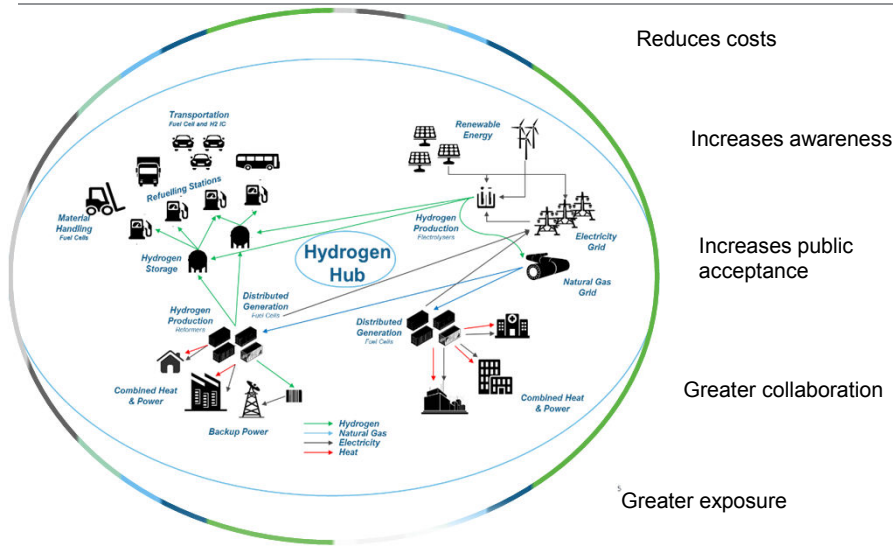 Reduces costs
Increases awareness
Increases public
acceptance
Greater collaboration
5
Greater exposure
Transportation
Fuel Cell and H2 IC
Refuelling Stations
Material
Handling
Fuel Cells
Hydrogen
Storage
Hydrogen
Hub
Renewable
Energy
Hydrogen
Production
Electrolysers
Electricity
Grid
Natural Gas
Grid
Hydrogen
Production
Reformers
Distributed
Generation
Fuel Cells
Distributed
Generation
Fuel Cells
Combined Heat
& Power
Backup Power
Combined Heat
& Power
Hydrogen
Natural Gas
Electricity
Heat